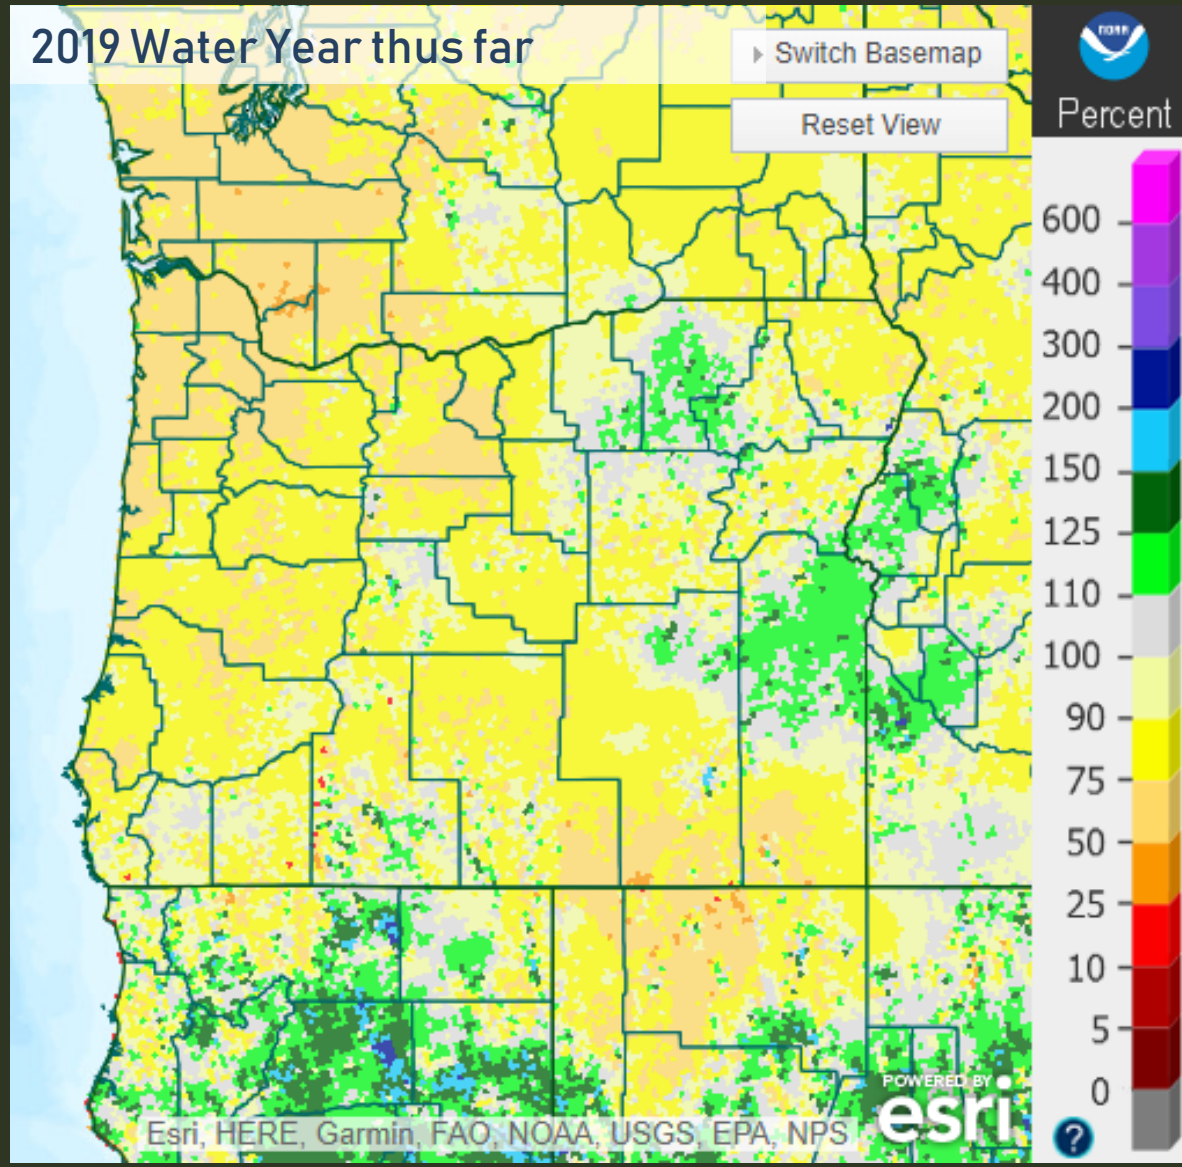 2019 Water Year thus far
Switch Basemap
Reset View
NOAA
Percent
600
400
300
200
150
125
110
100
90
75
50
25
10
5
0
?
POWERED BY
esri
Esri, HERE, Garmin, FAO, NOAA, USGS, EPA, NPS